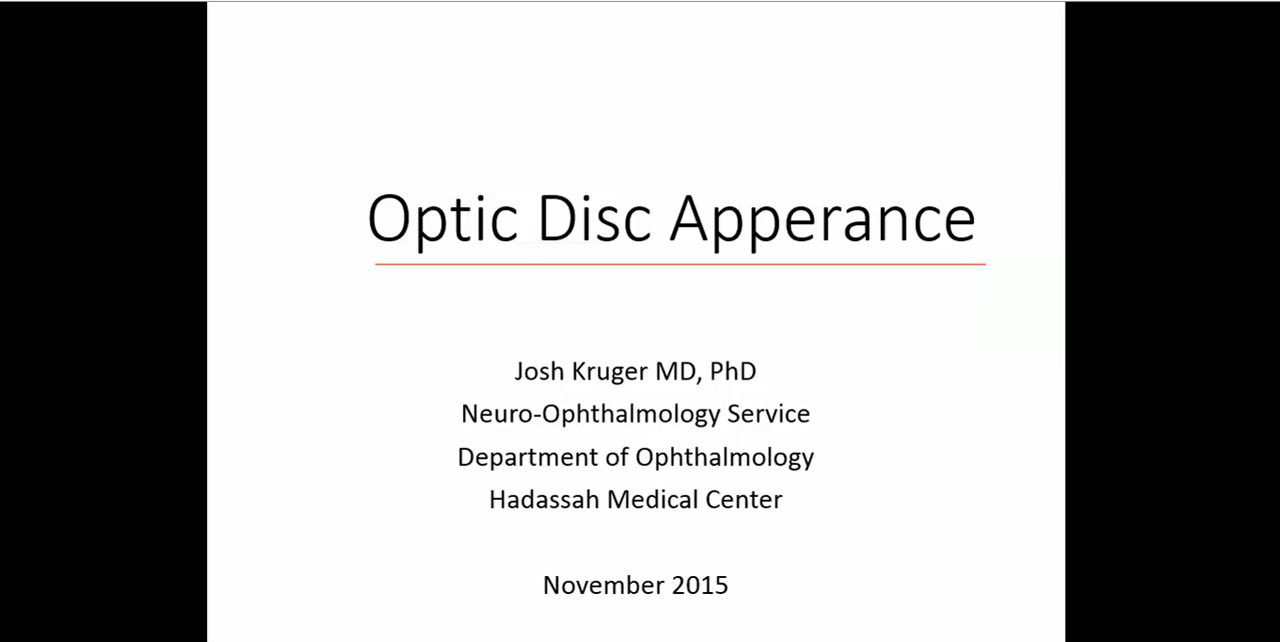 Optic Disc Apperance
Josh Kruger MD, PhD
Neuro-Ophthalmology Service
Department of Ophthalmology
Hadassah Medical Center
November 2015